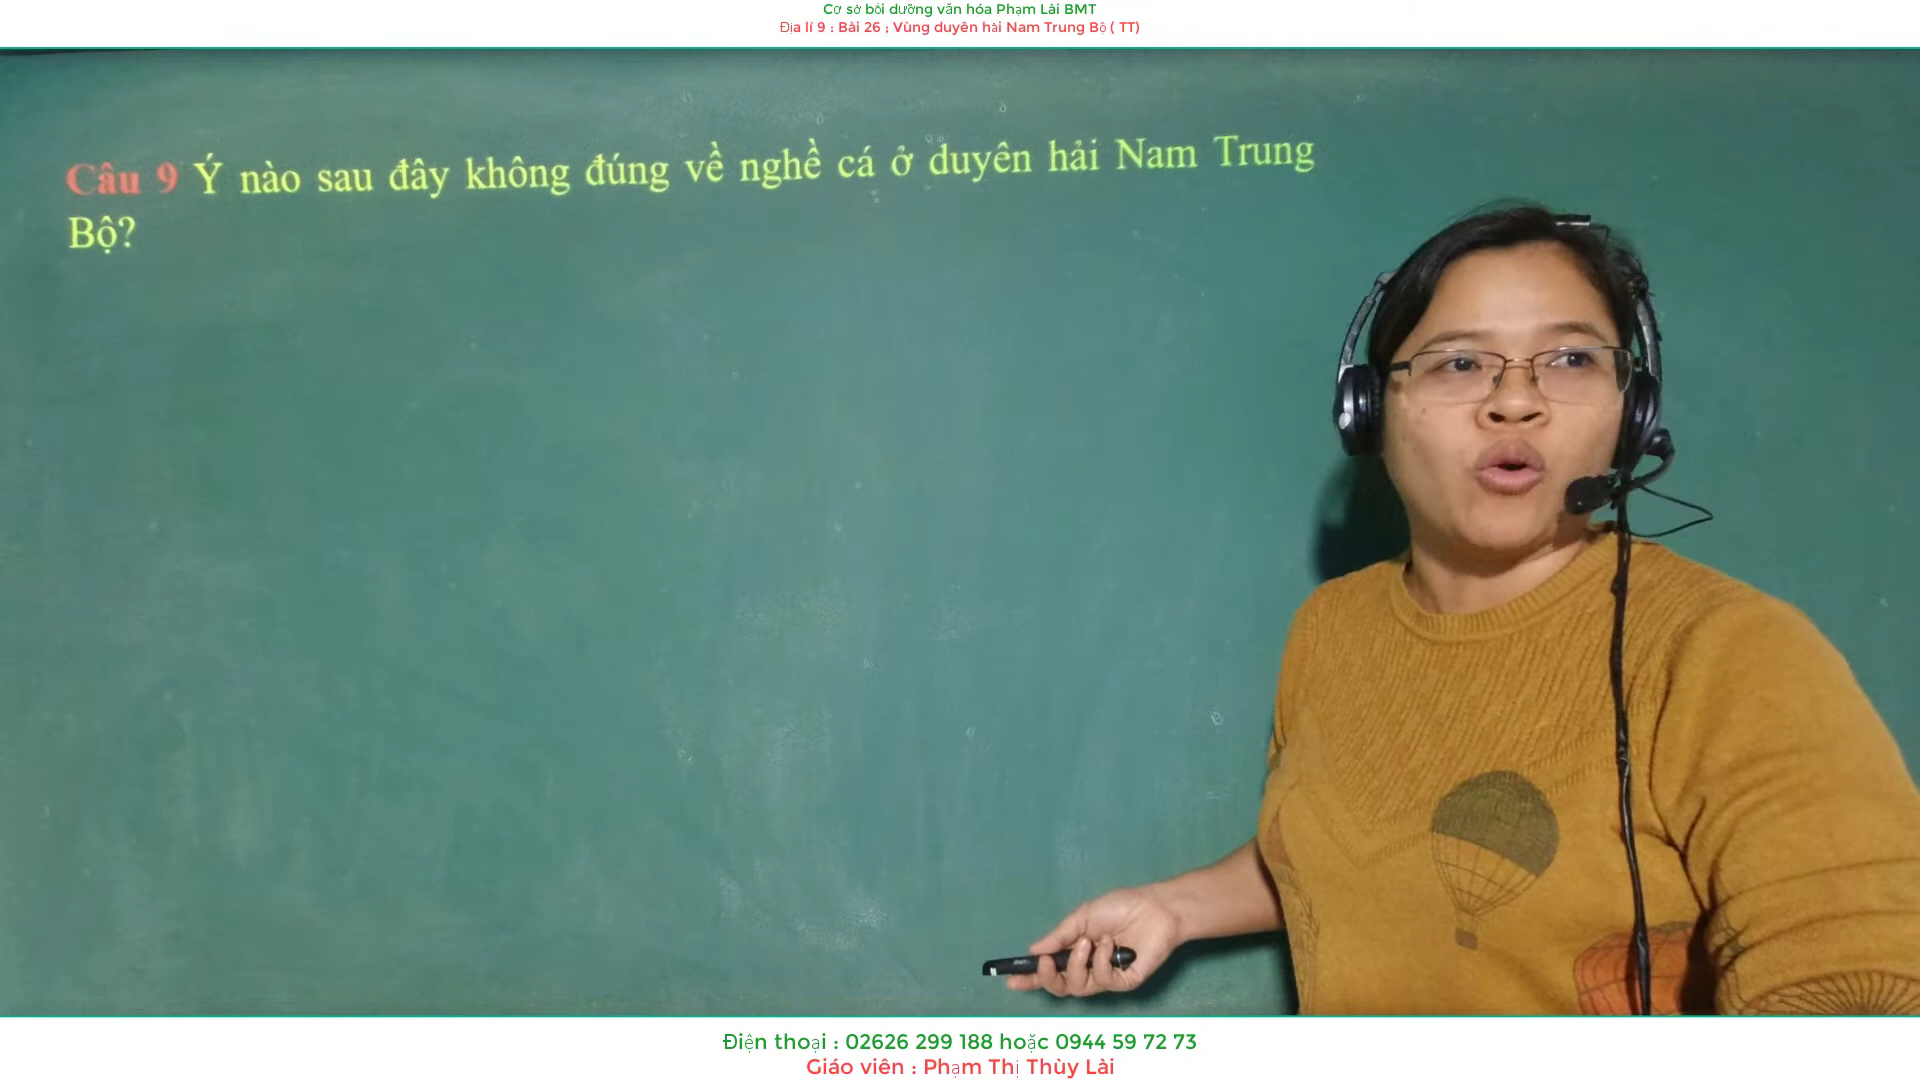 Cơ sở bồi dưỡng văn hóa Phạm Lài BMT
Địa lí 9 : Bài 26 ; Vùng duyên hải Nam Trung Bộ ( TT)
Câu 9 Ý nào sau đây không đúng về nghề cá ở duyên hải Nam Trung
Bộ?
Điện thoại : 02626 299 188 hoặc 0944 59 72 73
Giáo viên : Phạm Thị Thùy Lài